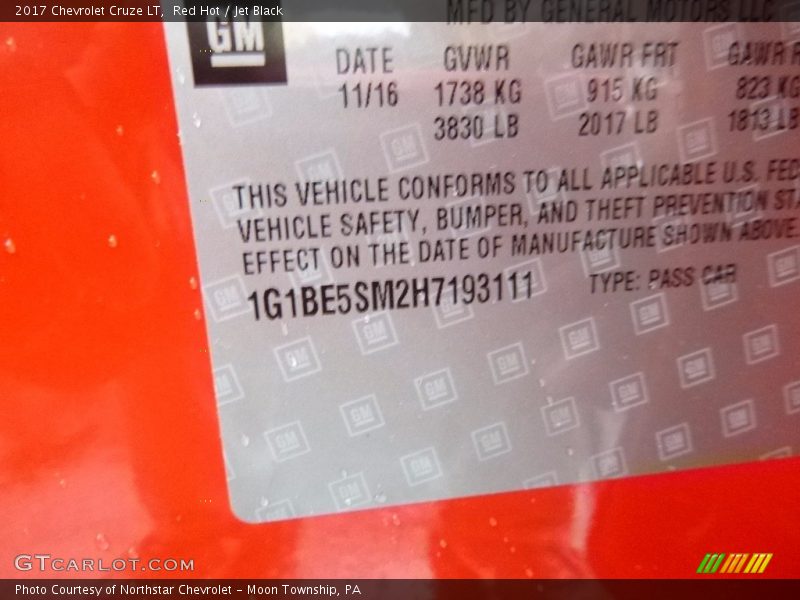 2017 Chevrolet Cruze LT, Red Hot / Jet Black
MFD BY GENERAL MOTORS LLC
GM
DATE GVWR GAWR FRT GAWR R
11/16 1738 KG 915 KG 823 KG
3830 LB 2017 LB 1813 LB
THIS VEHICLE CONFORMS TO ALL APPLICABLE U.S. FED
VEHICLE SAFETY, BUMPER, AND THEFT PREVENTION STA
EFFECT ON THE DATE OF MANUFACTURE SHOWN ABOVE.
1G1BE5SM2H7193111 TYPE: PASS CAR
GTCARLOT.COM
Photo Courtesy of Northstar Chevrolet - Moon Township, PA